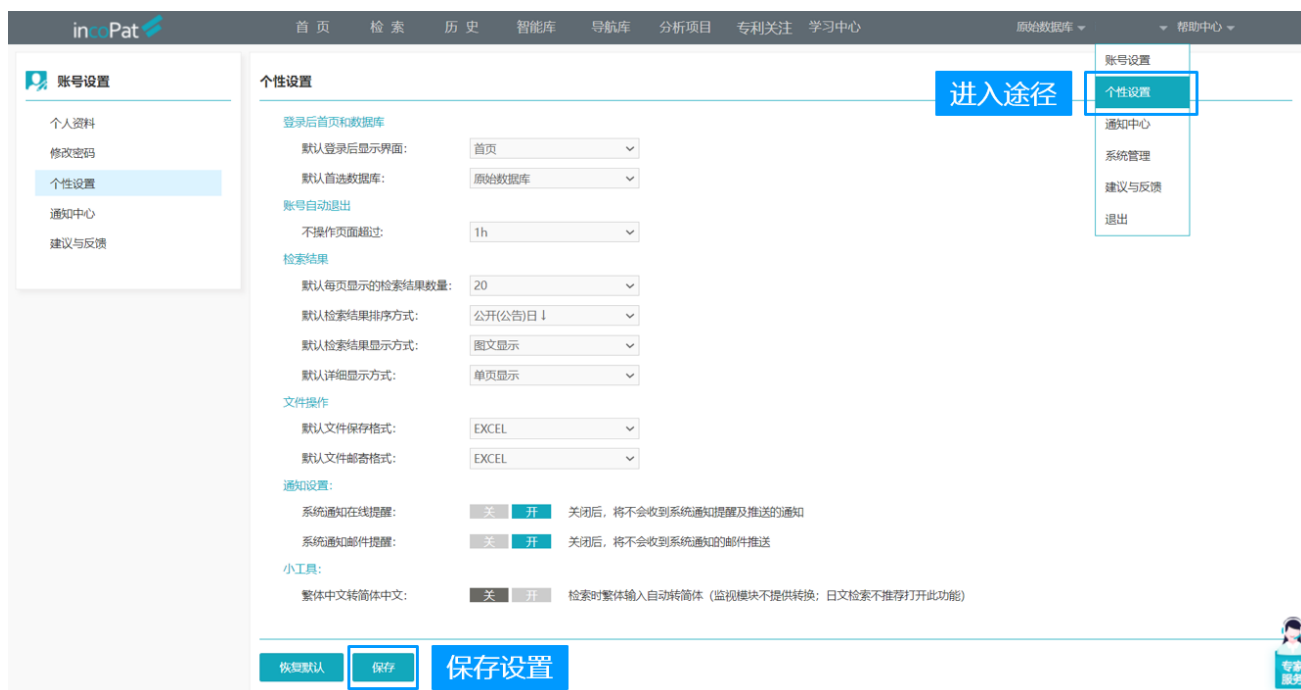 incoPat 首 页 检 索 历 史 智能库 导航库 分析项目 专利关注 学习中心 原始数据库 帮助中心
账号设置
个人资料
修改密码
个性设置
通知中心
建议与反馈
个性设置
登录后首页和数据库
默认登录后显示界面: 首页
默认首选数据库: 原始数据库
账号自动退出
不操作页面超过: 1h
检索结果
默认每页显示的检索结果数量: 20
默认检索结果排序方式: 公开(公告)日↓
默认检索结果显示方式: 图文显示
默认详细显示方式: 单页显示
文件操作
默认文件保存格式: EXCEL
默认文件邮寄格式: EXCEL
通知设置:
系统通知在线提醒: 关 开 关闭后，将不会收到系统通知提醒及推送的通知
系统通知邮件提醒: 关 开 关闭后，将不会收到系统通知的邮件推送
小工具:
繁体中文转简体中文: 关 开 检索时繁体输入自动转简体（监视模块不提供转换；日文检索不推荐打开此功能）
恢复默认 保存 保存设置
进入途径
账号设置
个性设置
通知中心
系统管理
建议与反馈
退出
专家
服务